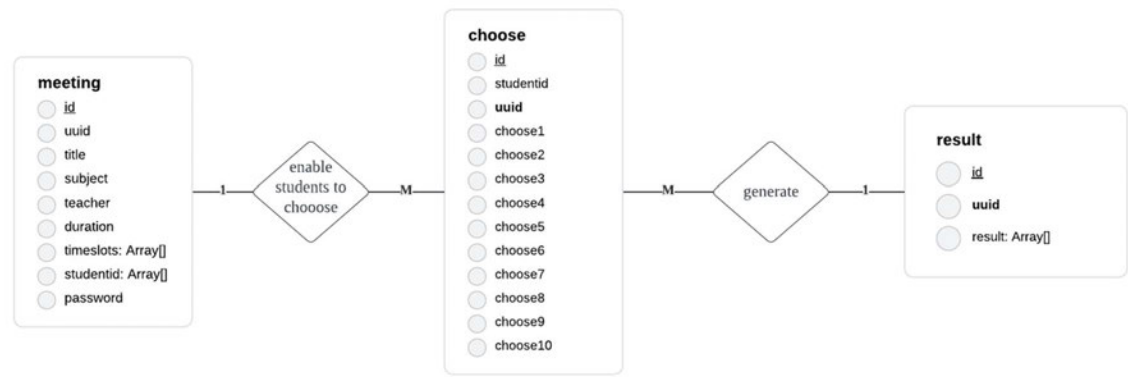 meeting
id
uuid
title
subject
teacher
duration
timeslots: Array[]
studentid: Array[]
password
1
enable
students to
chooose
M
choose
id
studentid
uuid
choose1
choose2
choose3
choose4
choose5
choose6
choose7
choose8
choose9
choose10
M
generate
1
result
id
uuid
result: Array[]